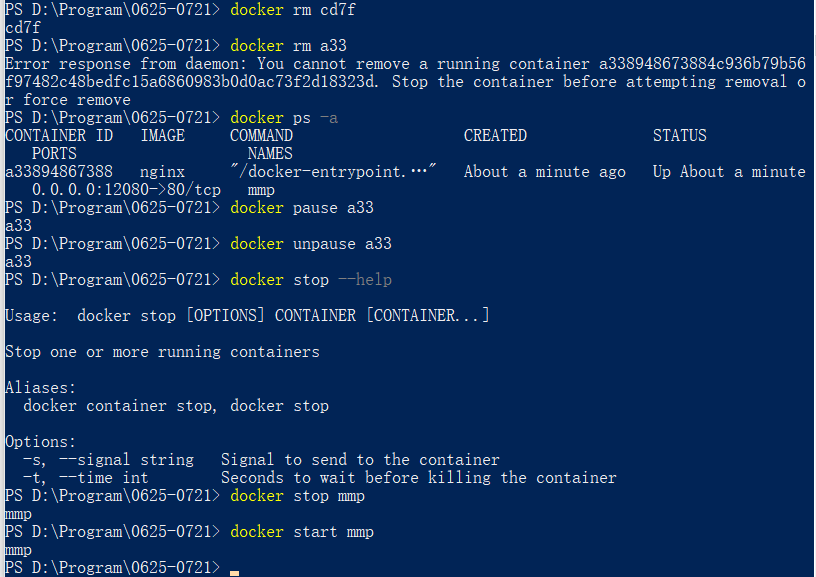 PS D:\Program\0625-0721> docker rm cd7f
cd7f
PS D:\Program\0625-0721> docker rm a33
Error response from daemon: You cannot remove a running container a338948673884c936b79b56
f97482c48bedfc15a6860983b0d0ac73f2d18323d. Stop the container before attempting removal o
r force remove
PS D:\Program\0625-0721> docker ps -a
CONTAINER ID   IMAGE     COMMAND                   CREATED              STATUS
   PORTS                   NAMES
a33894867388   nginx     "/docker-entrypoint.…"   About a minute ago   Up About a minute
   0.0.0.0:12080->80/tcp   mmp
PS D:\Program\0625-0721> docker pause a33
a33
PS D:\Program\0625-0721> docker unpause a33
a33
PS D:\Program\0625-0721> docker stop --help
Usage:  docker stop [OPTIONS] CONTAINER [CONTAINER...]
Stop one or more running containers
Aliases:
  docker container stop, docker stop
Options:
  -s, --signal string   Signal to send to the container
  -t, --time int        Seconds to wait before killing the container
PS D:\Program\0625-0721> docker stop mmp
mmp
PS D:\Program\0625-0721> docker start mmp
mmp
PS D:\Program\0625-0721>